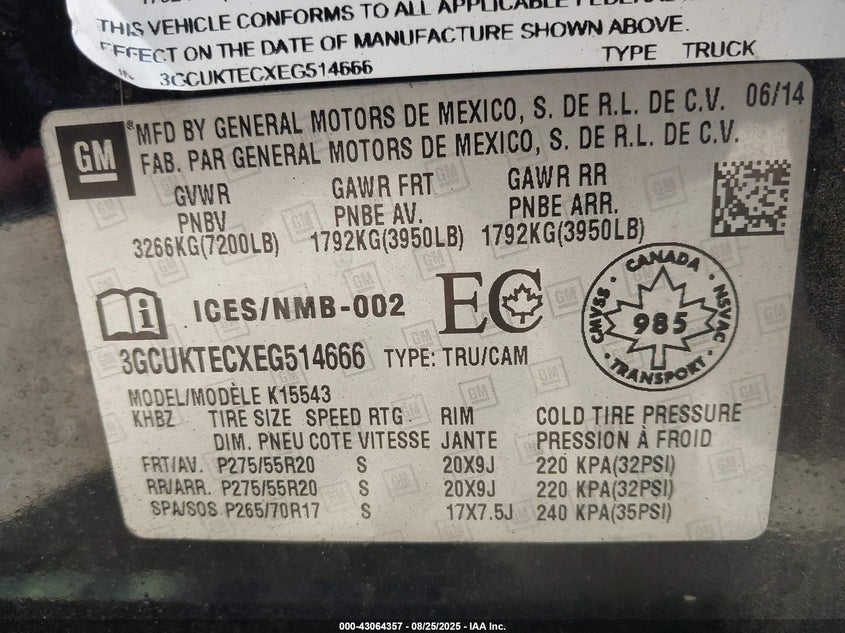 THIS VEHICLE CONFORMS TO ALL APPLICABLE FEDERAL
EFFECT ON THE DATE OF MANUFACTURE SHOWN ABOVE.
3GCUKTECXEG514666 TYPE TRUCK
GM
®MFD BY GENERAL MOTORS DE MEXICO, S. DE R.L. DE C.V. 06/14
FAB. PAR GENERAL MOTORS DE MEXICO, S. DE R.L. DE C.V.
GVWR GAWR FRT GAWR RR
PNBV PNBE AV. PNBE ARR.
3266KG(7200LB) 1792KG(3950LB) 1792KG(3950LB)
i ICES/NMB-002 EC
CANADA
CMVSS 985 NSVAC
TRANSPORT
3GCUKTECXEG514666 TYPE: TRU/CAM
MODEL/MODÈLE K15543
KHBZ TIRE SIZE SPEED RTG RIM COLD TIRE PRESSURE
DIM. PNEU COTE VITESSE JANTE PRESSION À FROID
FRT/AV. P275/55R20 S 20X9J 220 KPA(32PSI)
RR/ARR. P275/55R20 S 20X9J 220 KPA(32PSI)
SPA/SOS P265/70R17 S 17X7.5J 240 KPA(35PSI)
000-43064357 - 08/25/2025 - IAA Inc.